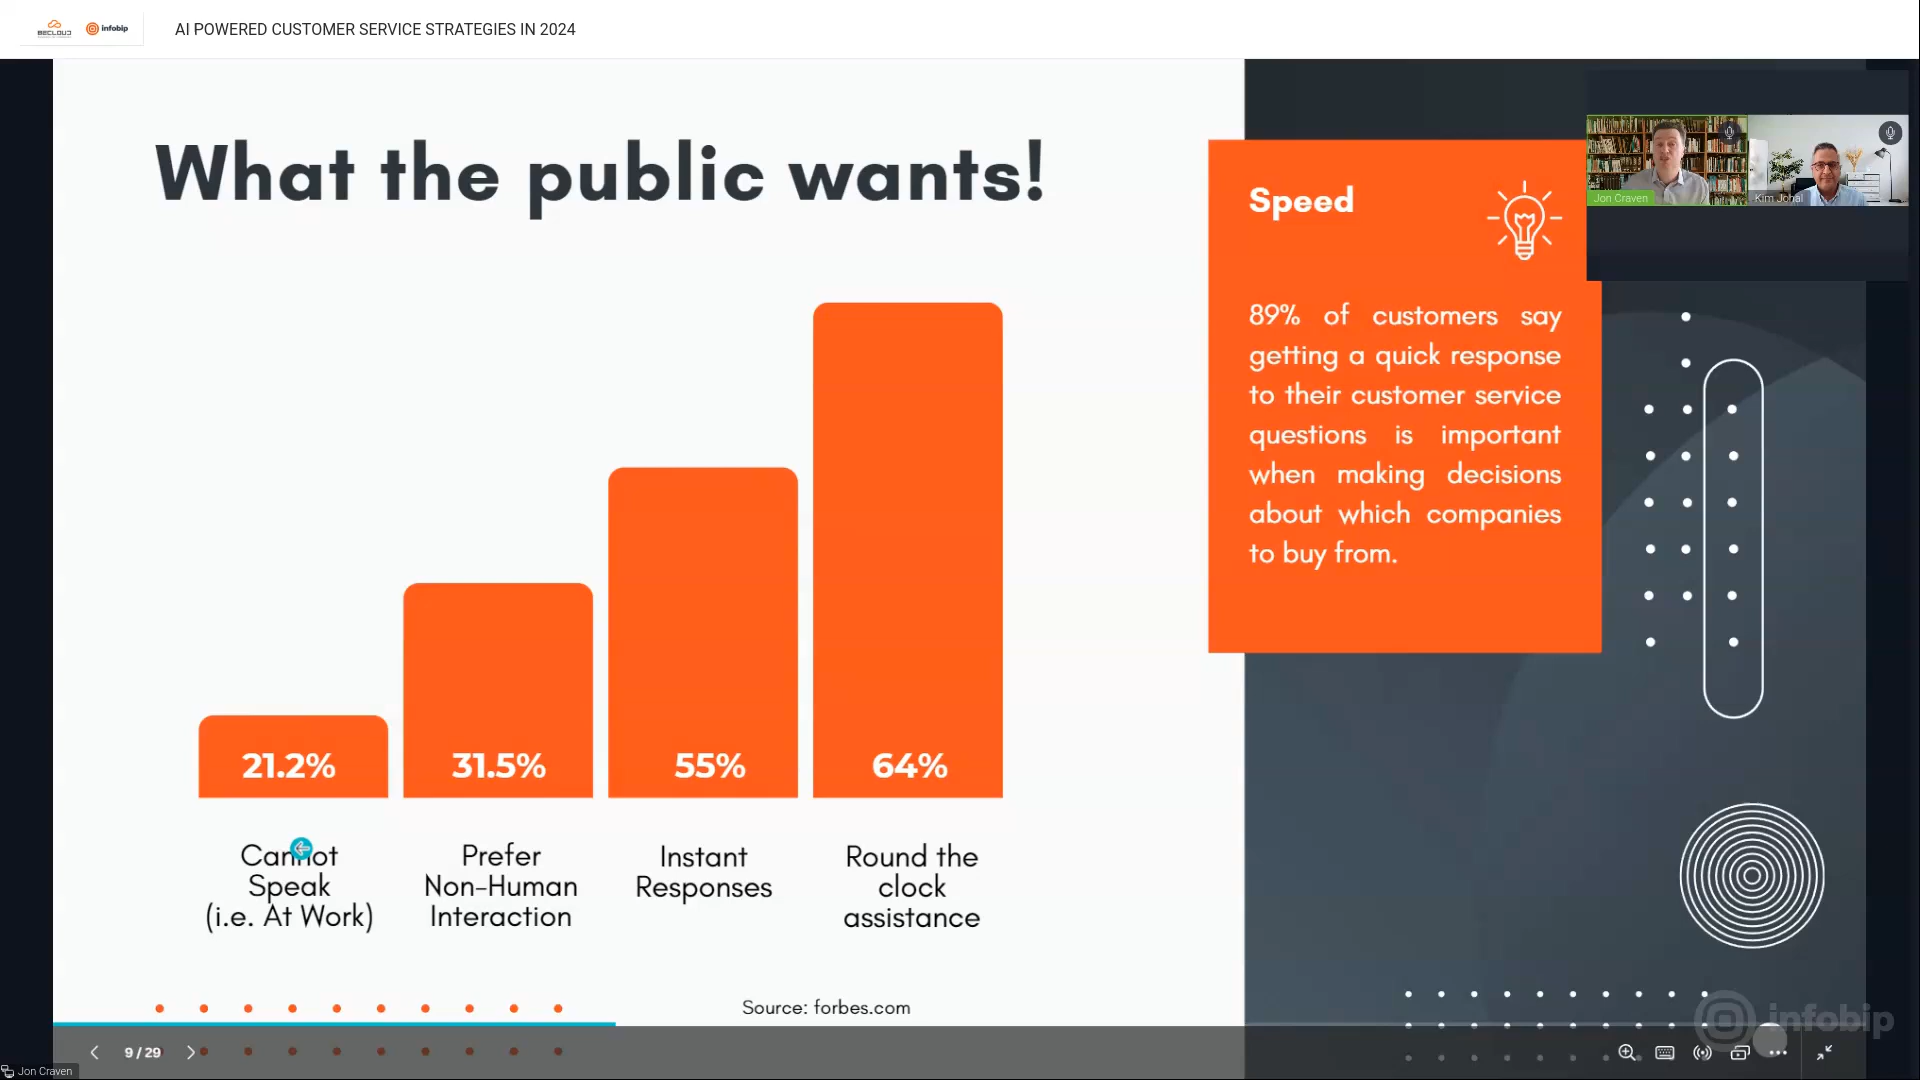 BECLOUD
infobip
AI POWERED CUSTOMER SERVICE STRATEGIES IN 2024
What the public wants!
Speed
89% of customers say
getting a quick response
to their customer service
questions is important
when making decisions
about which companies
to buy from.
Jon Craven
Kim Johal
21.2%
31.5%
55%
64%
Cannot
Speak
(i.e. At Work)
Prefer
Non-Human
Interaction
Instant
Responses
Round the
clock
assistance
Source: forbes.com
infobip
9 / 29
Jon Craven